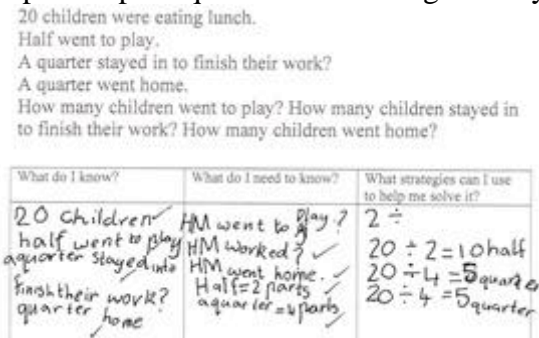 20 children were eating lunch.
Half went to play.
A quarter stayed in to finish their work?
A quarter went home.
How many children went to play? How many children stayed in
to finish their work? How many children went home?
What do I know?
20 children
half went to play
a quarter stayed into
finish their work?
quarter
home
What do I need to know?
HM went to play?
HM worked?
HM went home.
Half=2 parts
a quarter=4 parts
What strategies can I use
to help me solve it?
2 ÷
20 ÷ 2 = 10 half
20 ÷ 4 = 5 quarter
20 ÷ 4 = 5 quarter